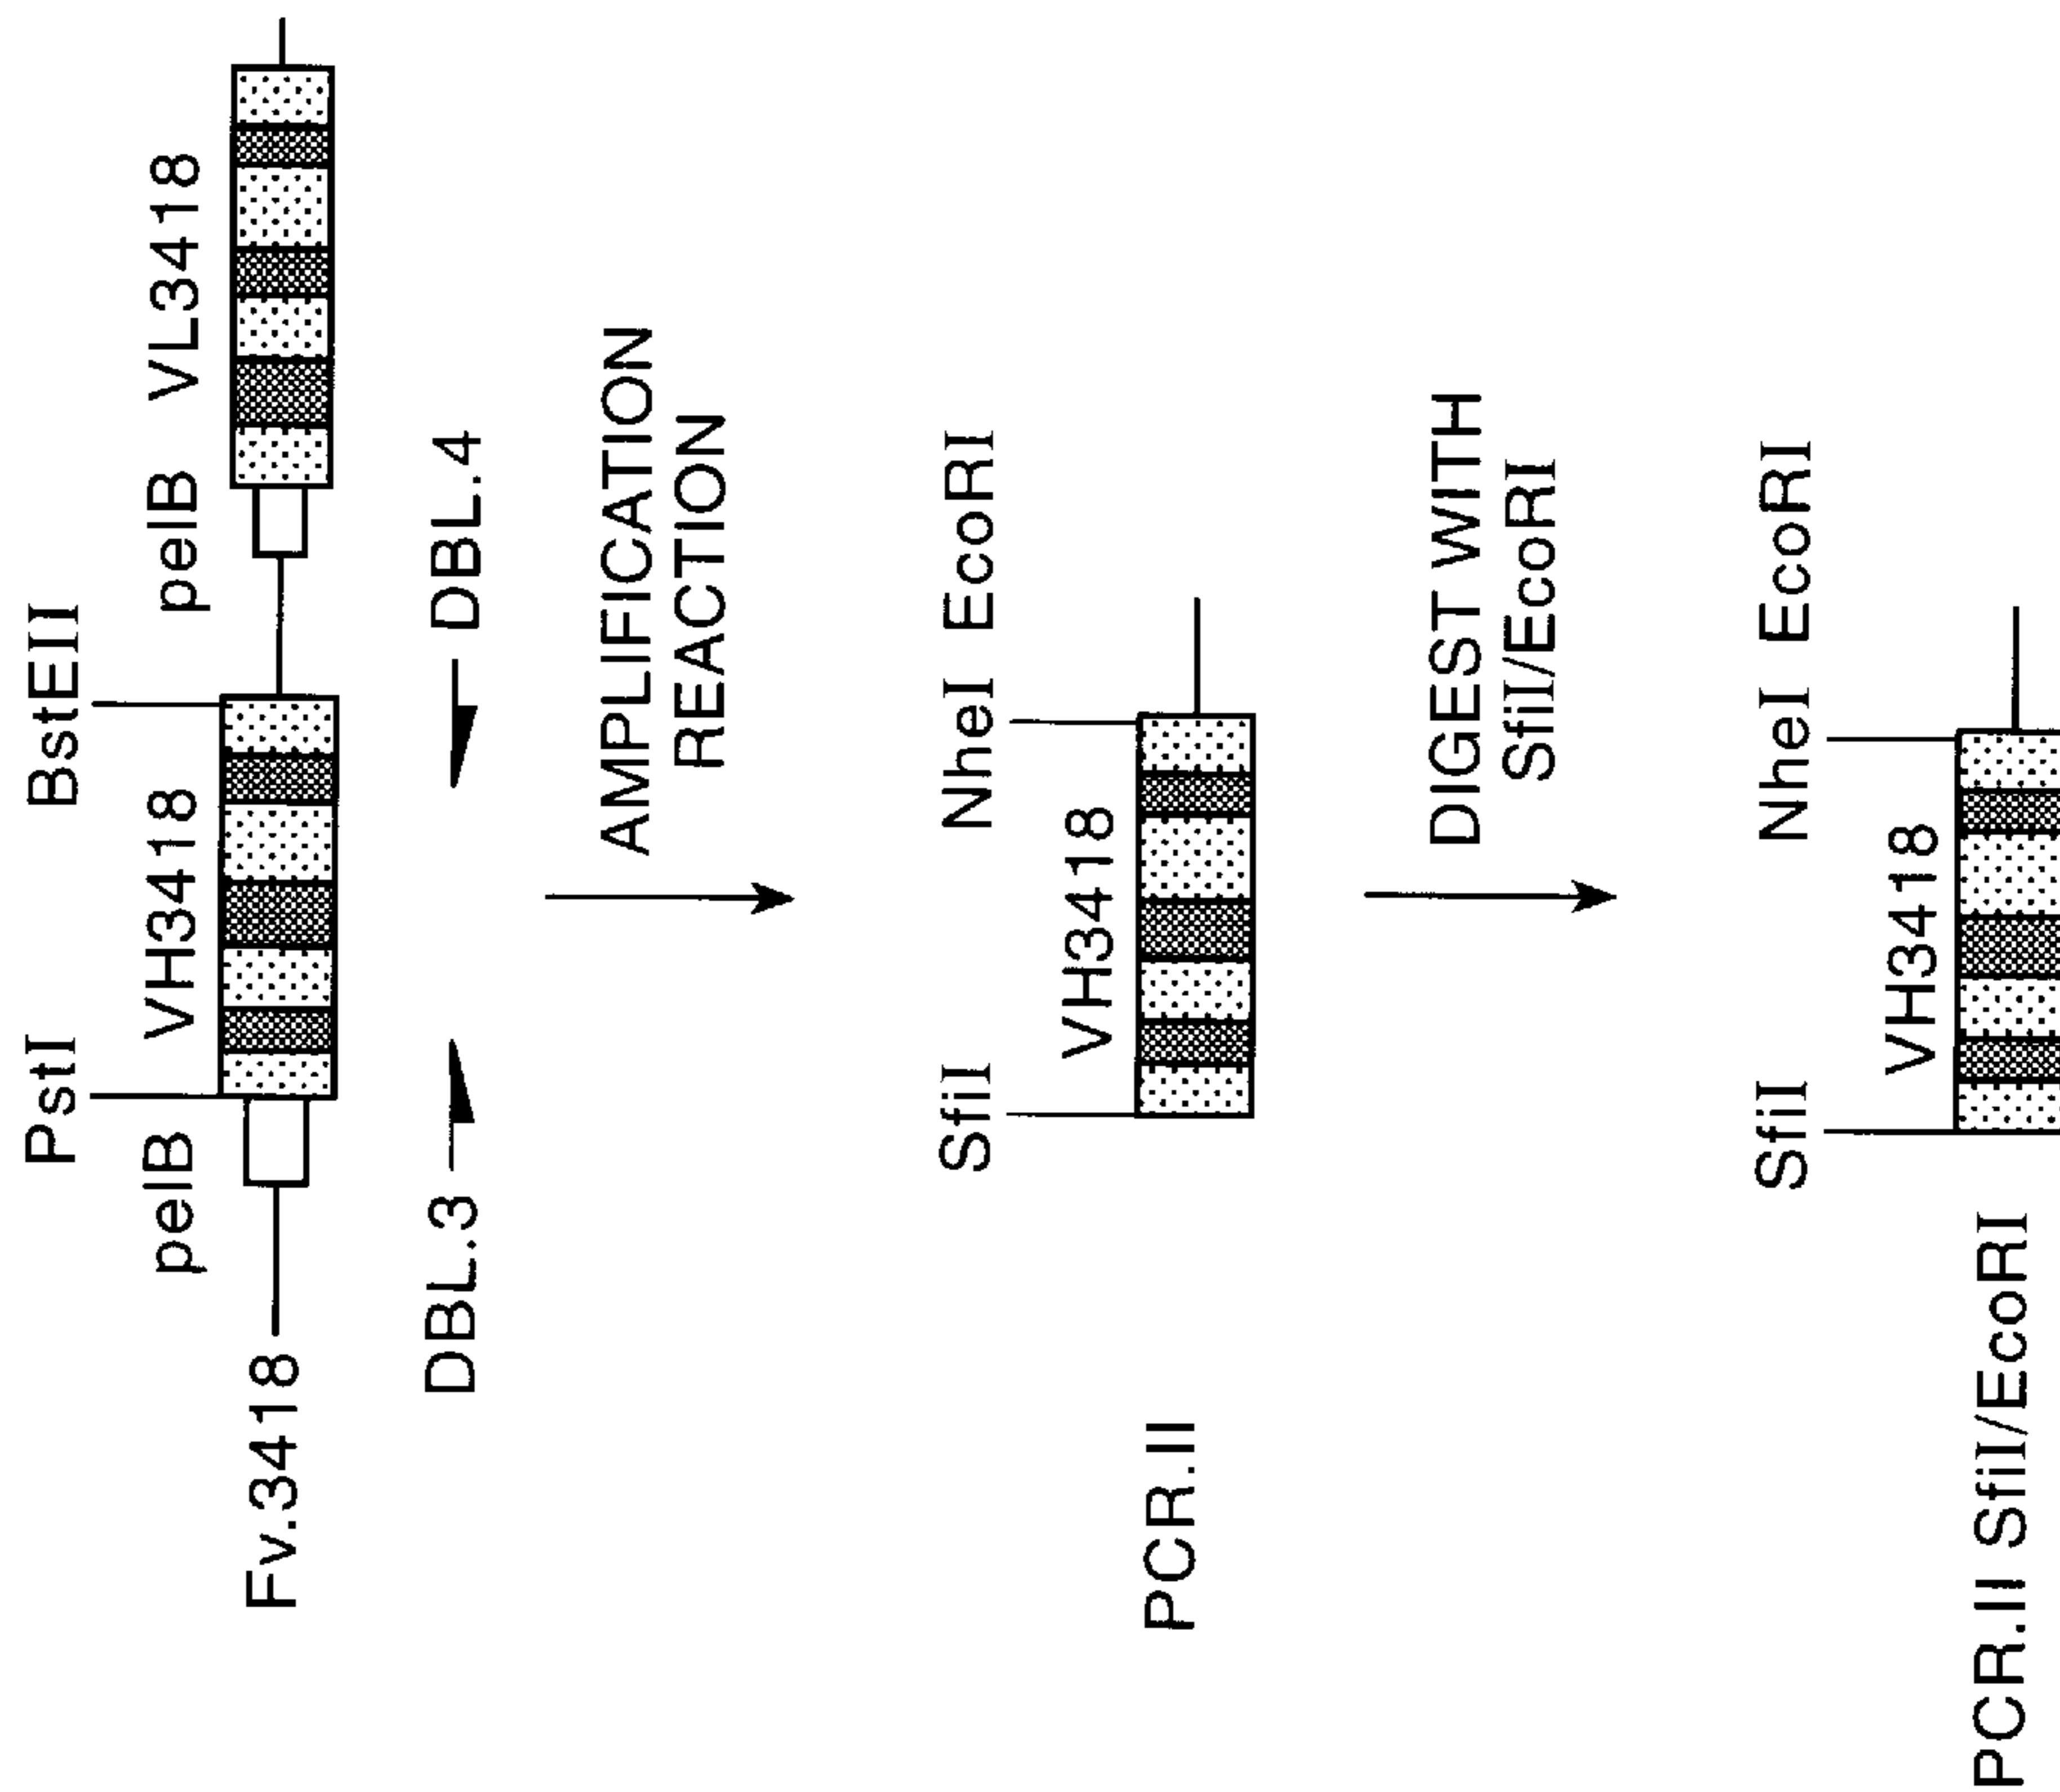 PstI
BstEII
pelB
VH3418
pelB
VL3418
Fv.3418
DBL.3
DBL.4
AMPLIFICATION
REACTION
SfiI
NheI
EcoRI
VH3418
PCR.II
DIGEST WITH
SfiI/EcoRI
SfiI
NheI
EcoRI
VH3418
PCR.II SfiI/EcoRI